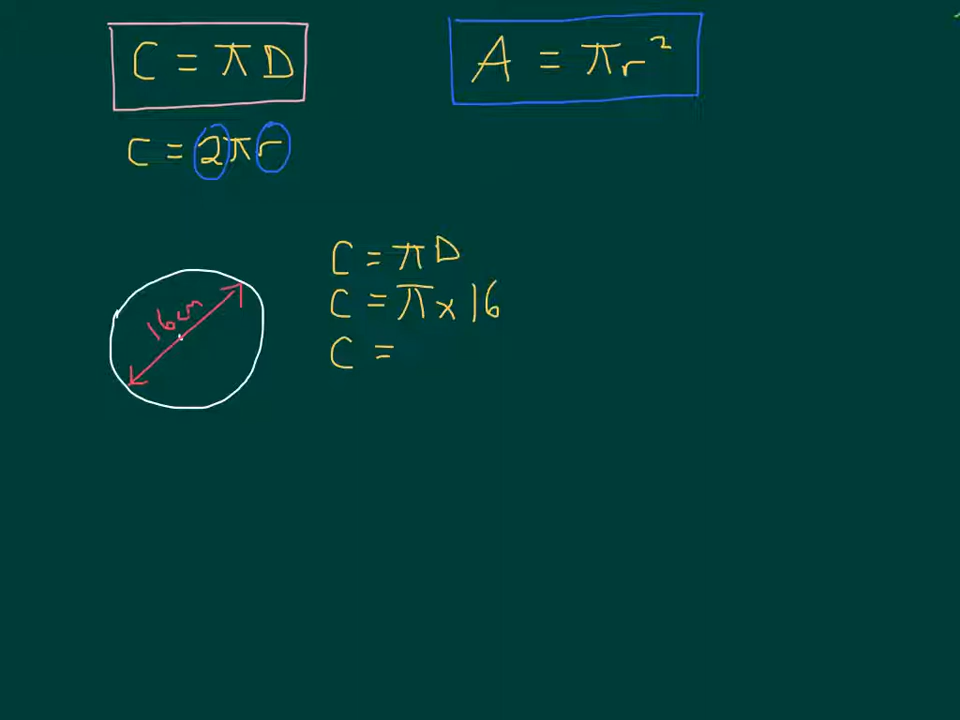 C = πD
A = πr²
C = 2πr
C = πD
16cm
C = π x 16
C =